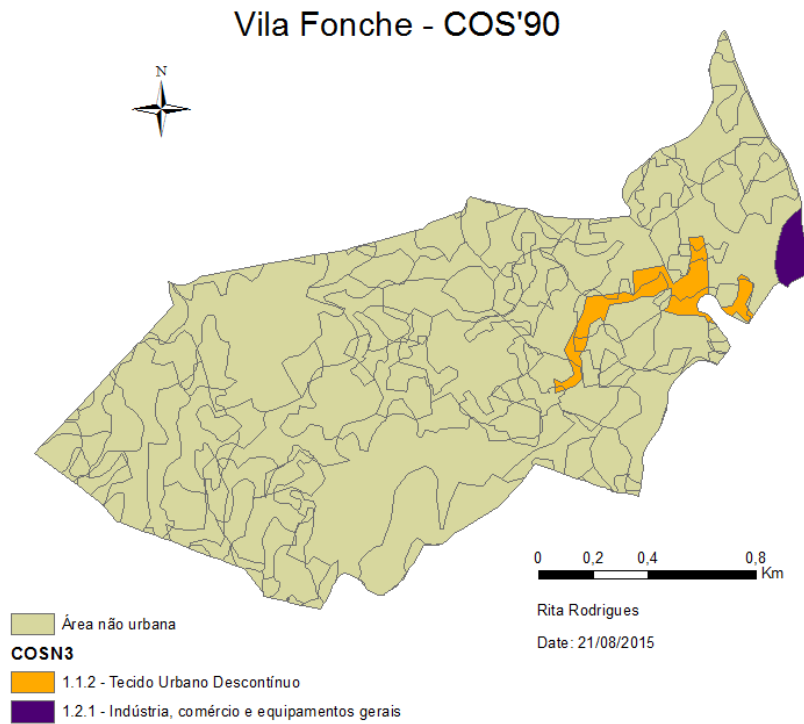 Vila Fonche - COS'90
N
0 0,2 0,4 0,8
Km
Rita Rodrigues
Date: 21/08/2015
Área não urbana
COSN3
1.1.2 - Tecido Urbano Descontínuo
1.2.1 - Indústria, comércio e equipamentos gerais